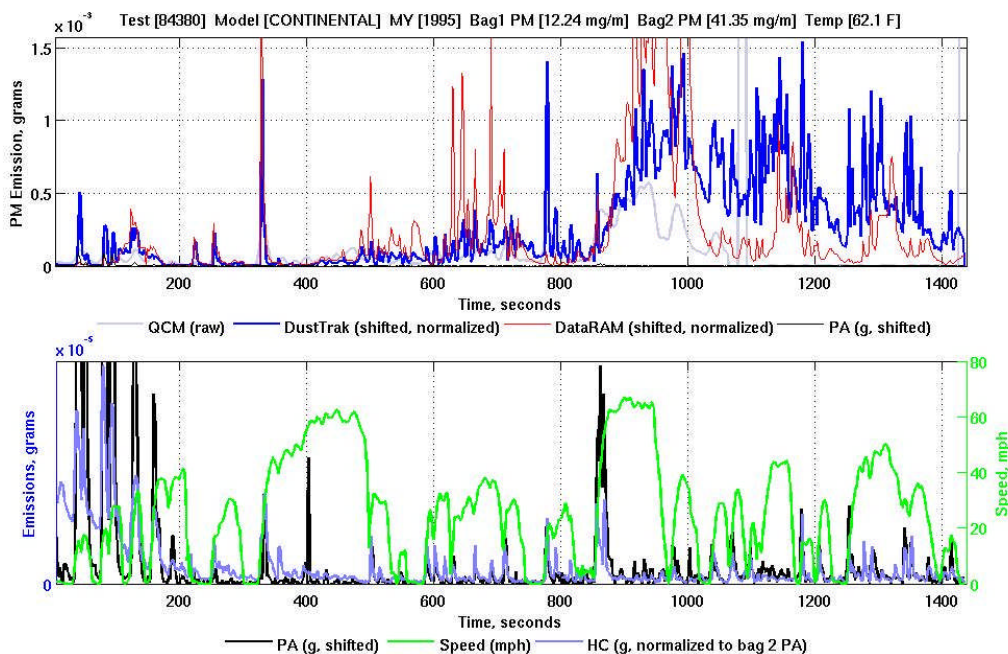 Test [84380] Model [CONTINENTAL] MY [1995] Bag1 PM [12.24 mg/m] Bag2 PM [41.35 mg/m] Temp [62.1 F]
x 10-3
1.5
1
0.5
0
PM Emission, grams
200 400 600 800 1000 1200 1400
Time, seconds
QCM (raw) DustTrak (shifted, normalized) DataRAM (shifted, normalized) PA (g, shifted)
x 10-5
80
60
40
20
0
0
Emissions, grams
Speed, mph
200 400 600 800 1000 1200 1400
Time, seconds
PA (g, shifted) Speed (mph) HC (g, normalized to bag 2 PA)